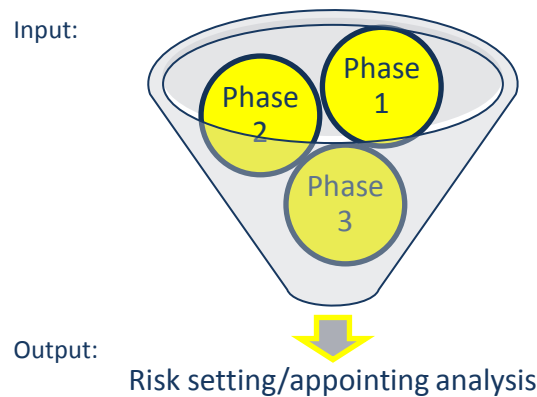 Input:
Phase
1
Phase
2
Phase
3
Output:
Risk setting/appointing analysis